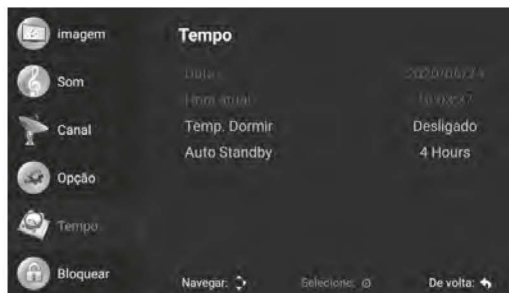 imagem
Som
Canal
Opção
Tempo
Bloquear
Tempo
Data
Hora atual
Temp. Dormir Desligado
Auto Standby 4 Hours
Navegar: Selecione: De volta: